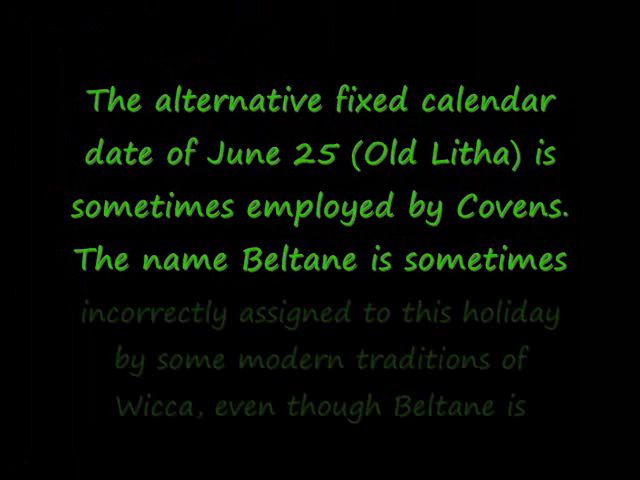 The alternative fixed calendar
date of June 25 (Old Litha) is
sometimes employed by Covens.
The name Beltane is sometimes
incorrectly assigned to this holiday
by some modern traditions of
Wicca, even though Beltane is